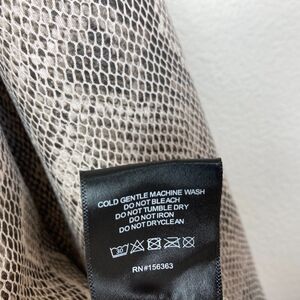 COLD GENTLE MACHINE WASH
DO NOT BLEACH
DO NOT TUMBLE DRY
DO NOT IRON
DO NOT DRYCLEAN
30
RN#156363